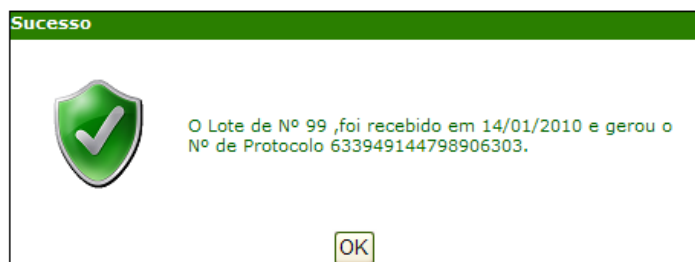 Sucesso
O Lote de Nº 99 ,foi recebido em 14/01/2010 e gerou o
Nº de Protocolo 633949144798906303.
OK